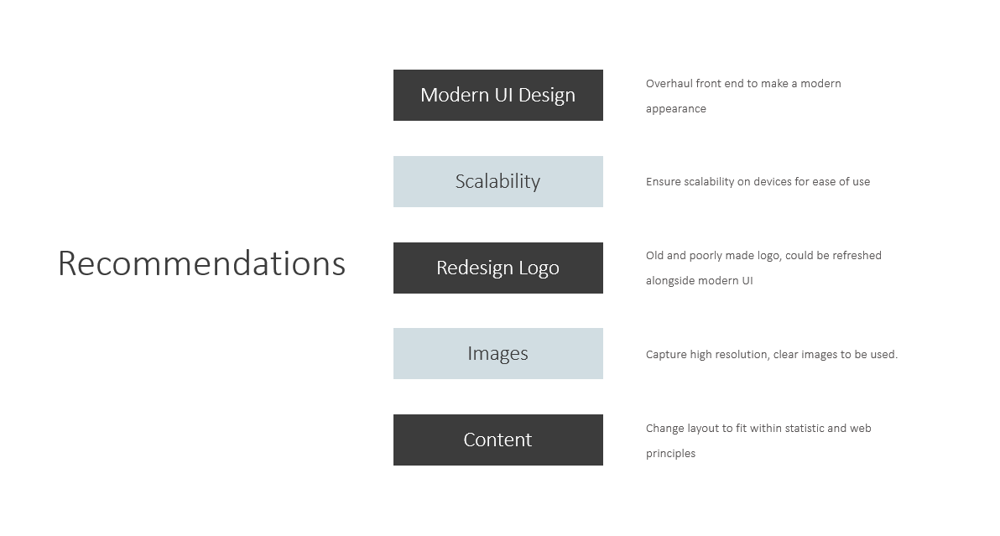 Recommendations
Modern UI Design
Overhaul front end to make a modern
appearance
Scalability
Ensure scalability on devices for ease of use
Redesign Logo
Old and poorly made logo, could be refreshed
alongside modern UI
Images
Capture high resolution, clear images to be used.
Content
Change layout to fit within statistic and web
principles